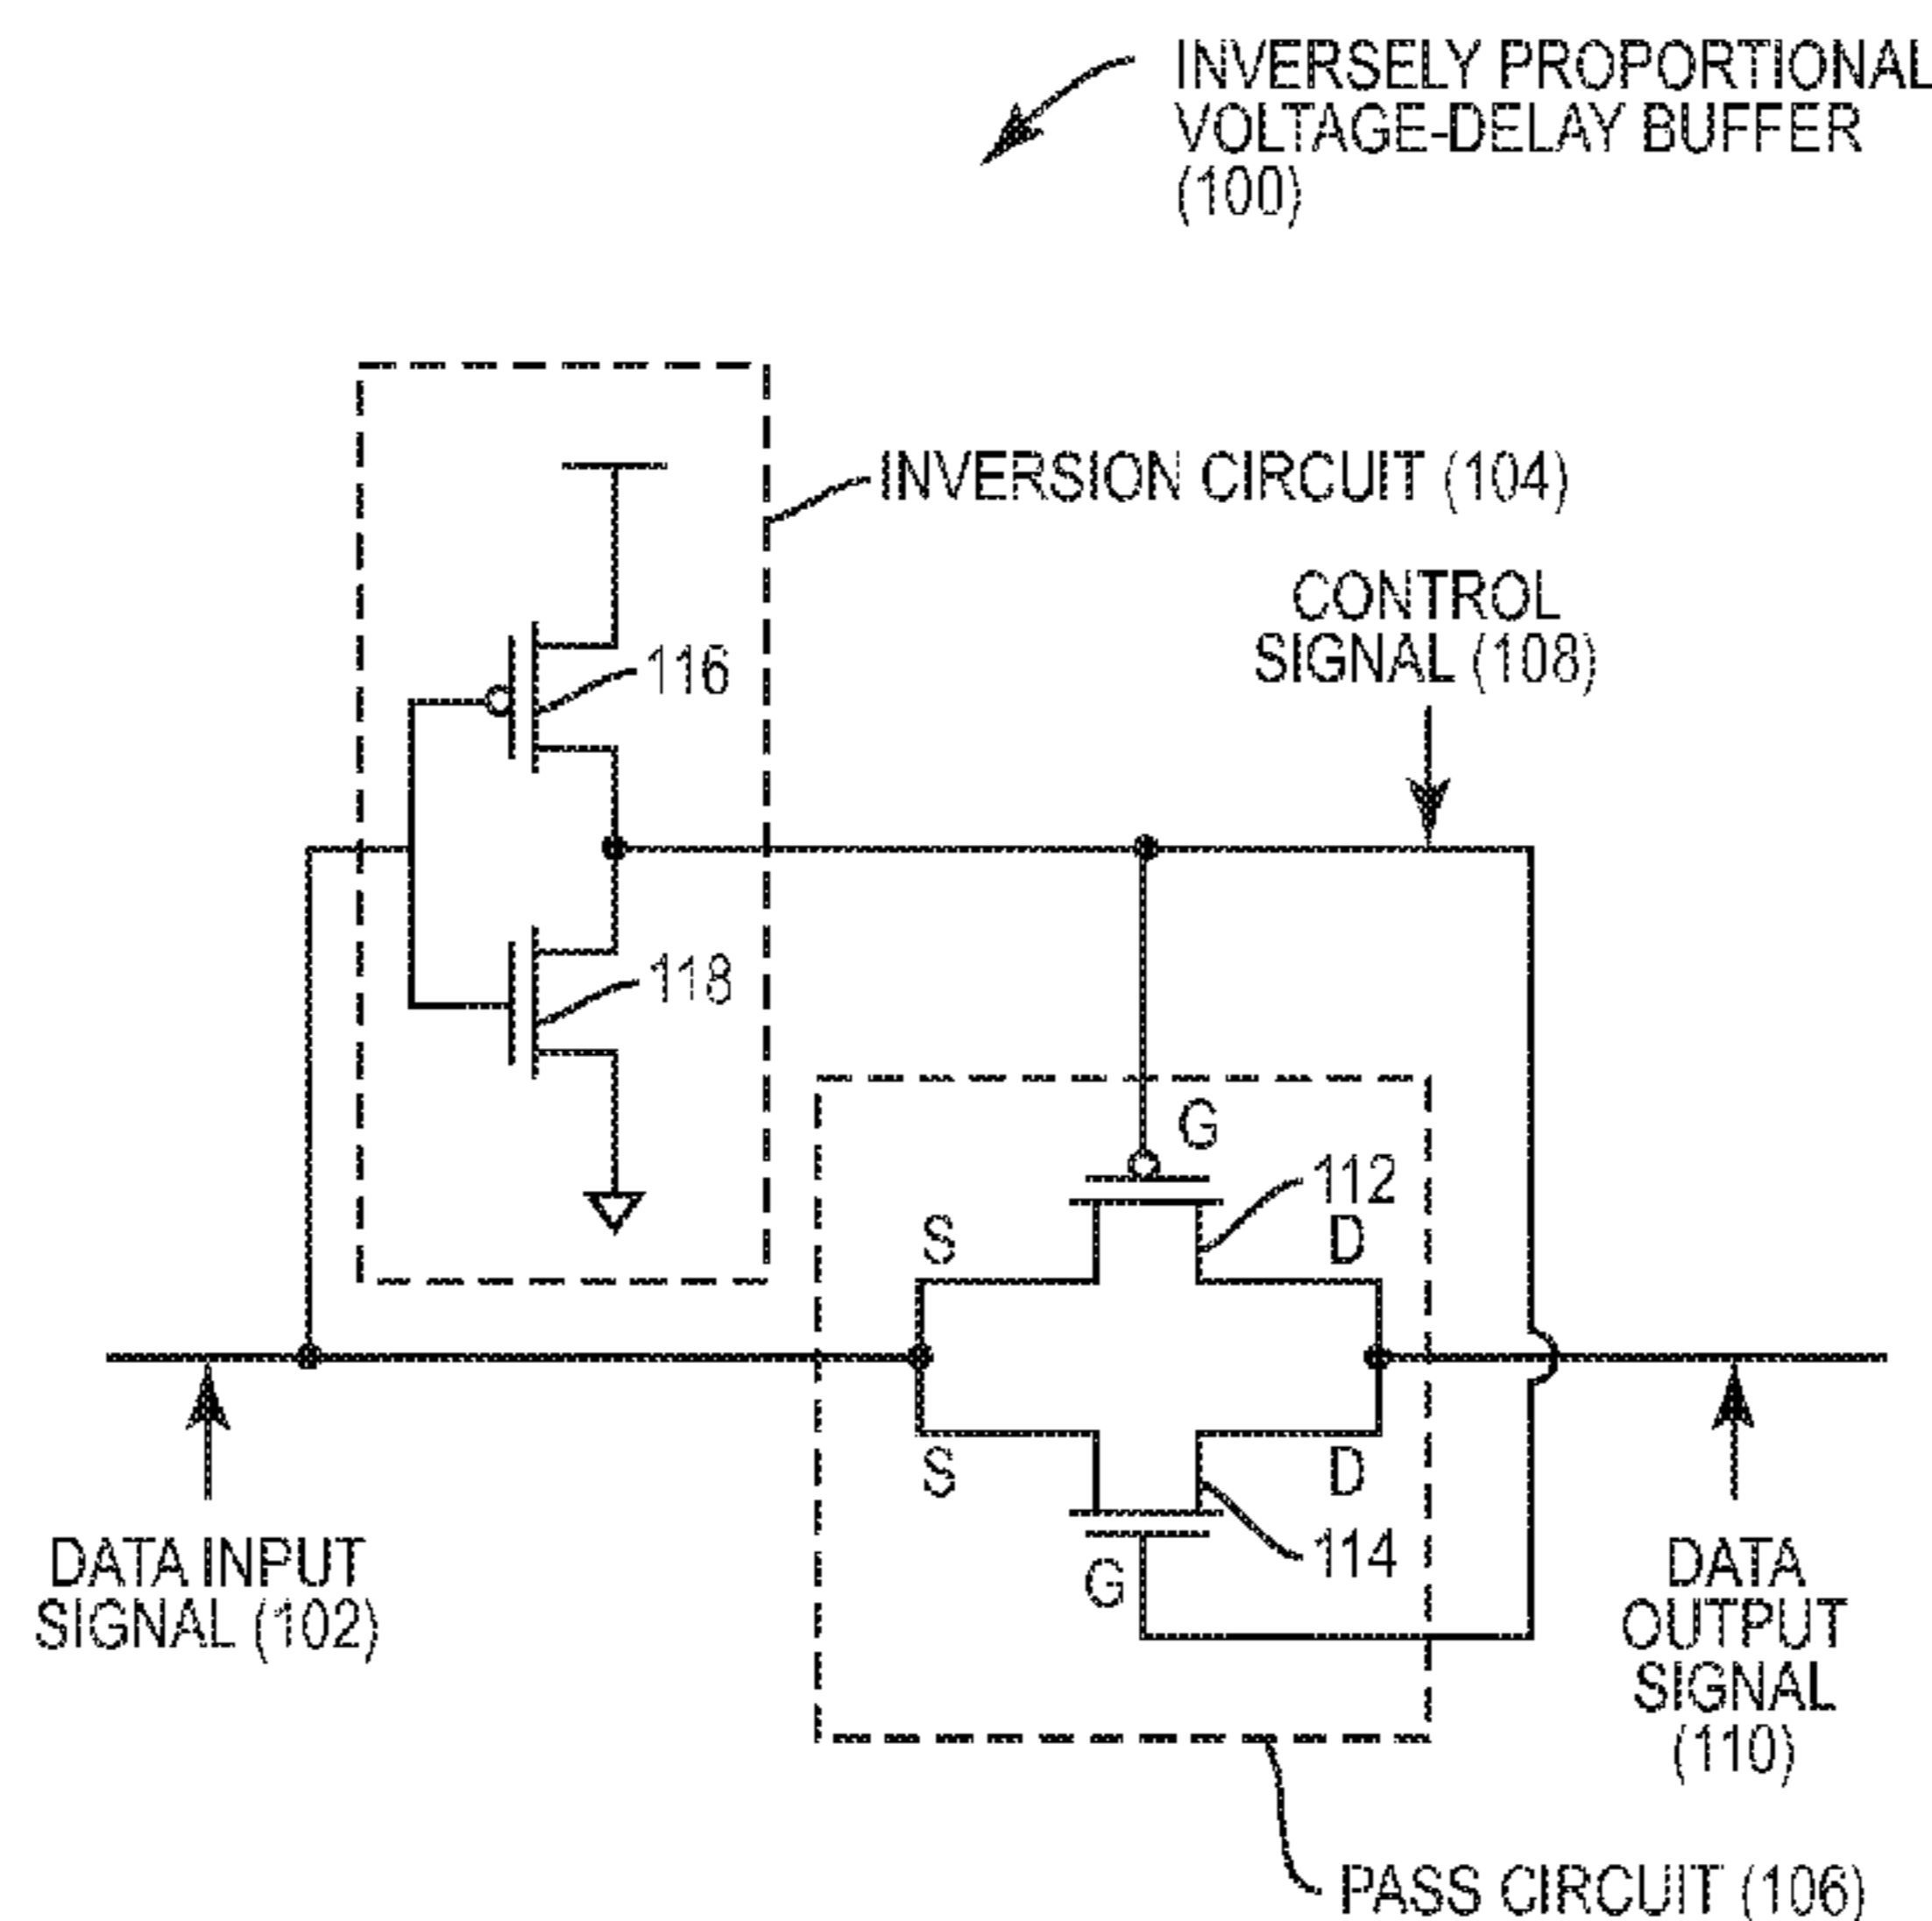 INVERSELY PROPORTIONAL
VOLTAGE-DELAY BUFFER
(100)
INVERSION CIRCUIT (104)
CONTROL
SIGNAL (108)
116
118
G
112
S
D
S
D
114
G
DATA INPUT
SIGNAL (102)
DATA
OUTPUT
SIGNAL
(110)
PASS CIRCUIT (106)